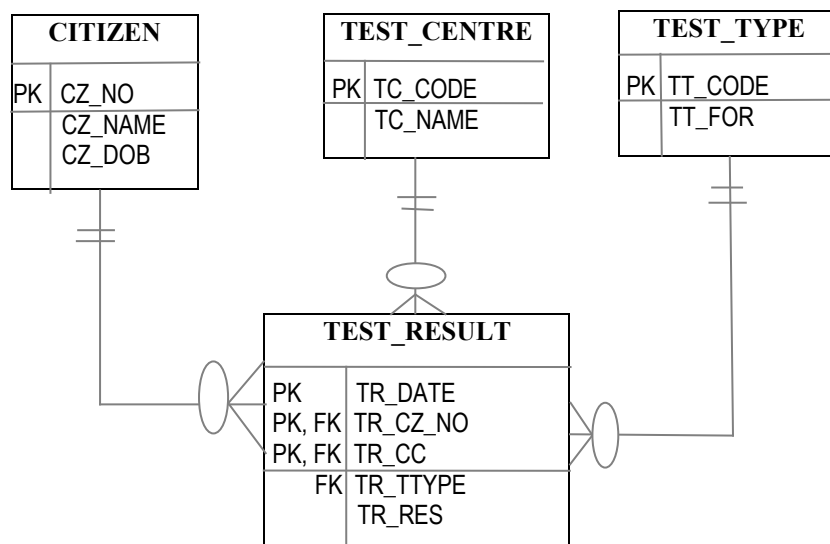 CITIZEN
PK CZ_NO
CZ_NAME
CZ_DOB
TEST_CENTRE
PK TC_CODE
TC_NAME
TEST_TYPE
PK TT_CODE
TT_FOR
TEST_RESULT
PK TR_DATE
PK, FK TR_CZ_NO
PK, FK TR_CC
FK TR_TTYPE
TR_RES